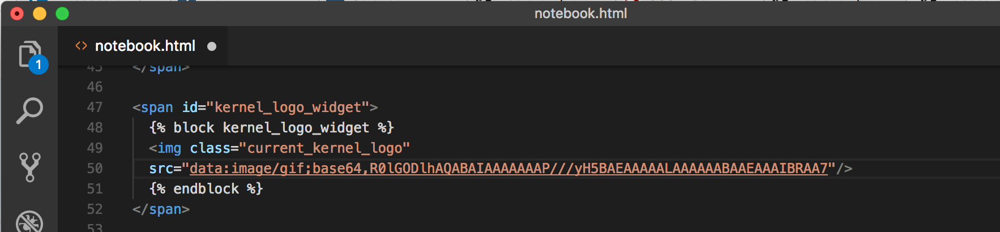 notebook.html
<> notebook.html
1
45 </span>
46
47 <span id="kernel_logo_widget">
48 {% block kernel_logo_widget %}
49 <img class="current_kernel_logo"
50 src="data:image/gif;base64,R0lGODlhAQABAIAAAAAAAP///yH5BAEAAAAALAAAAAABAAEAAAIBRAA7"/>
51 {% endblock %}
52 </span>
53